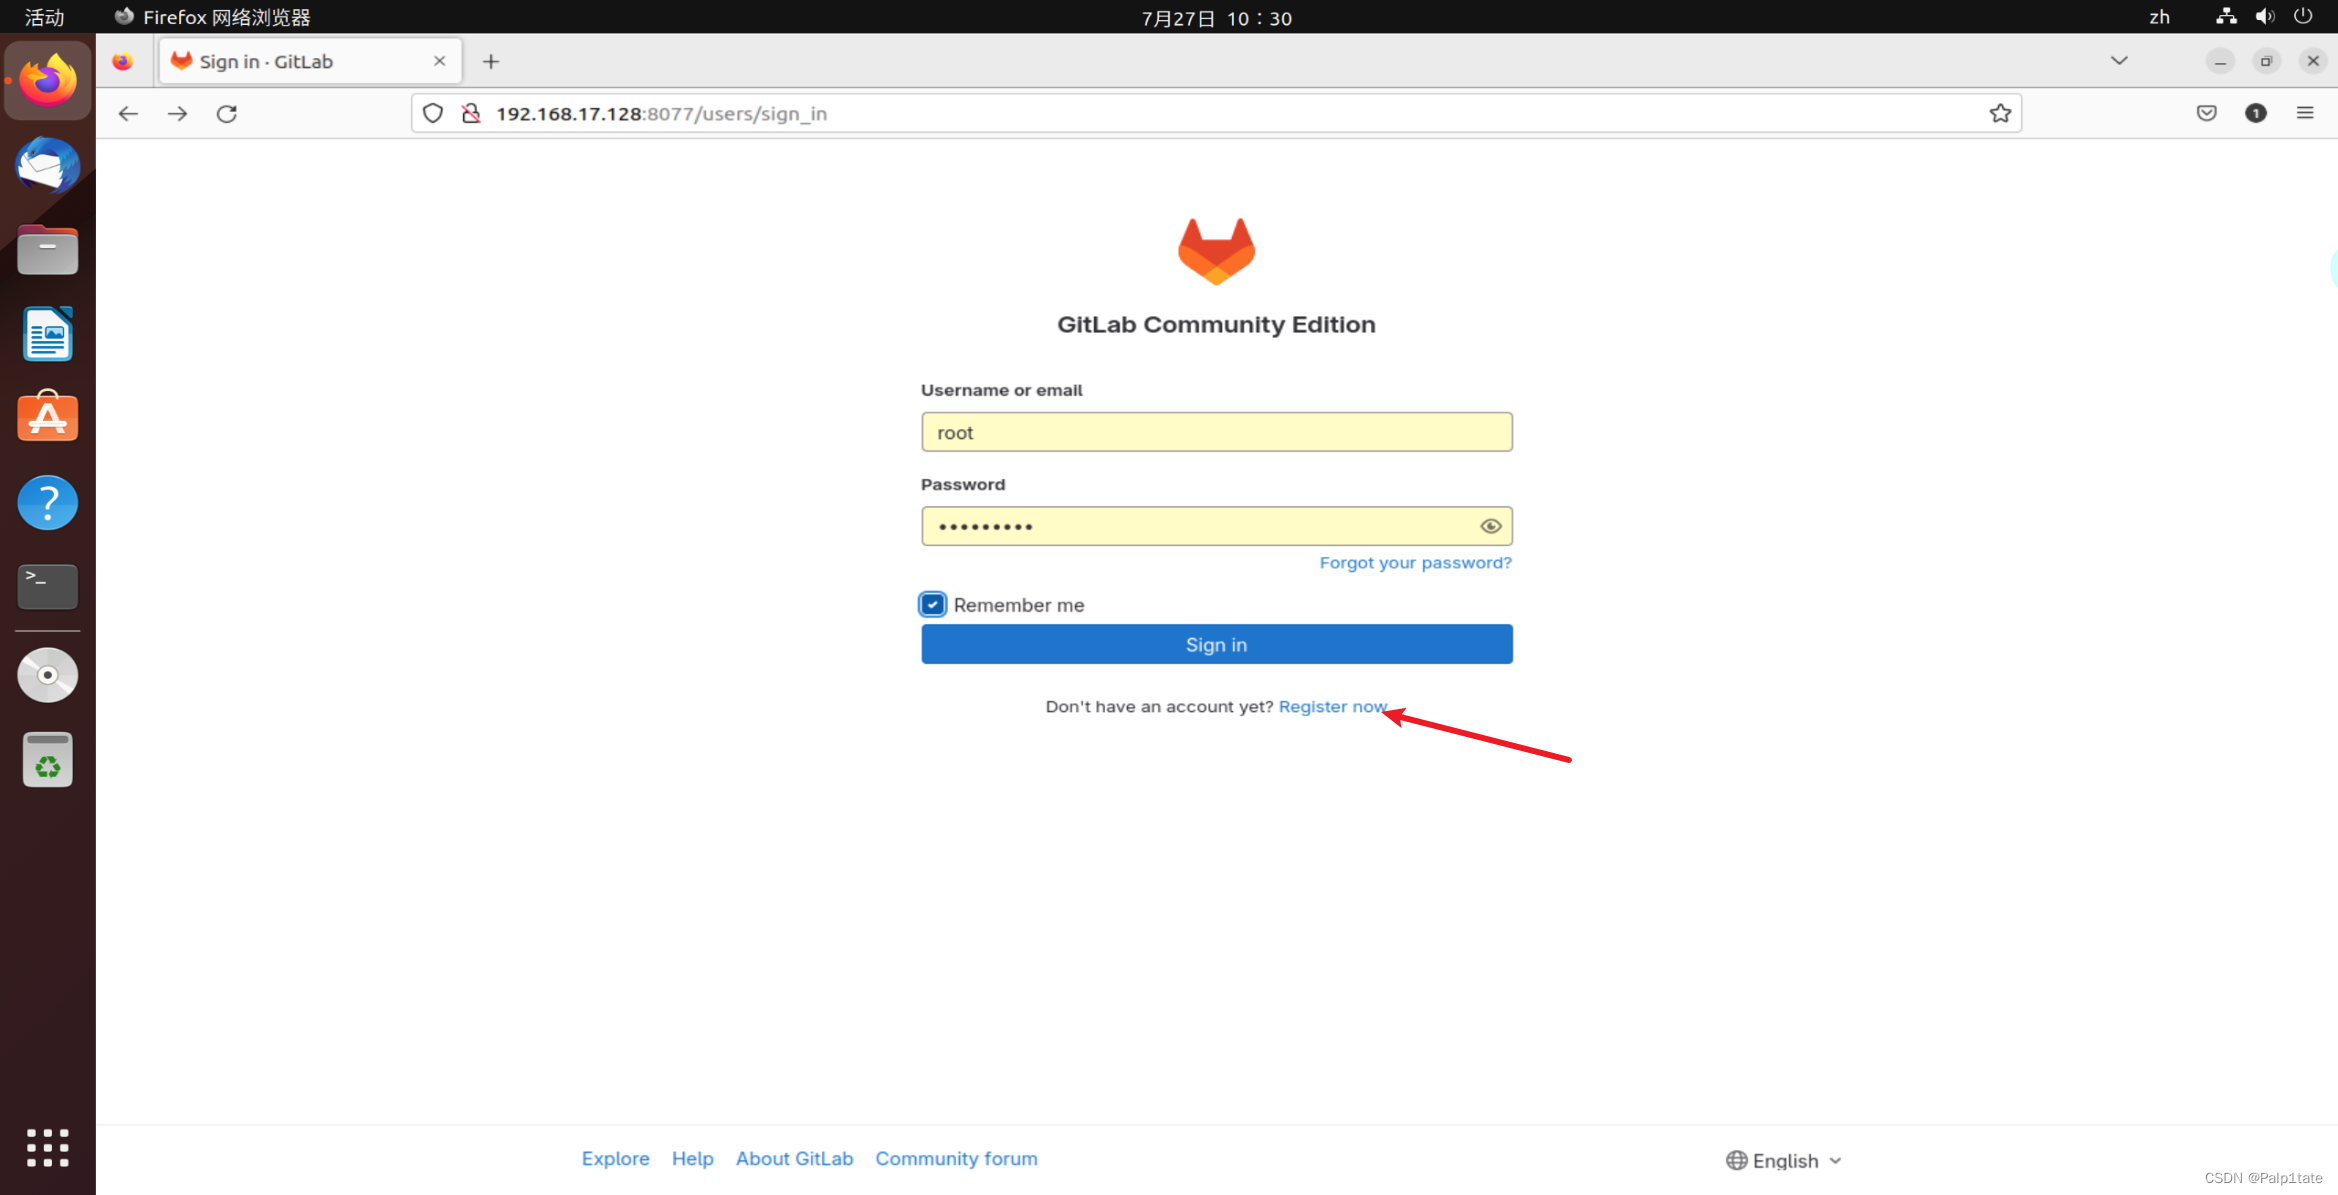 活动
Firefox 网络浏览器
7月27日 10：30
zh
Sign in · GitLab
192.168.17.128:8077/users/sign_in
1
GitLab Community Edition
Username or email
root
Password
•••••••••
Forgot your password?
Remember me
Sign in
Don't have an account yet? Register now
Explore Help About GitLab Community forum
English
CSDN @Palp1tate